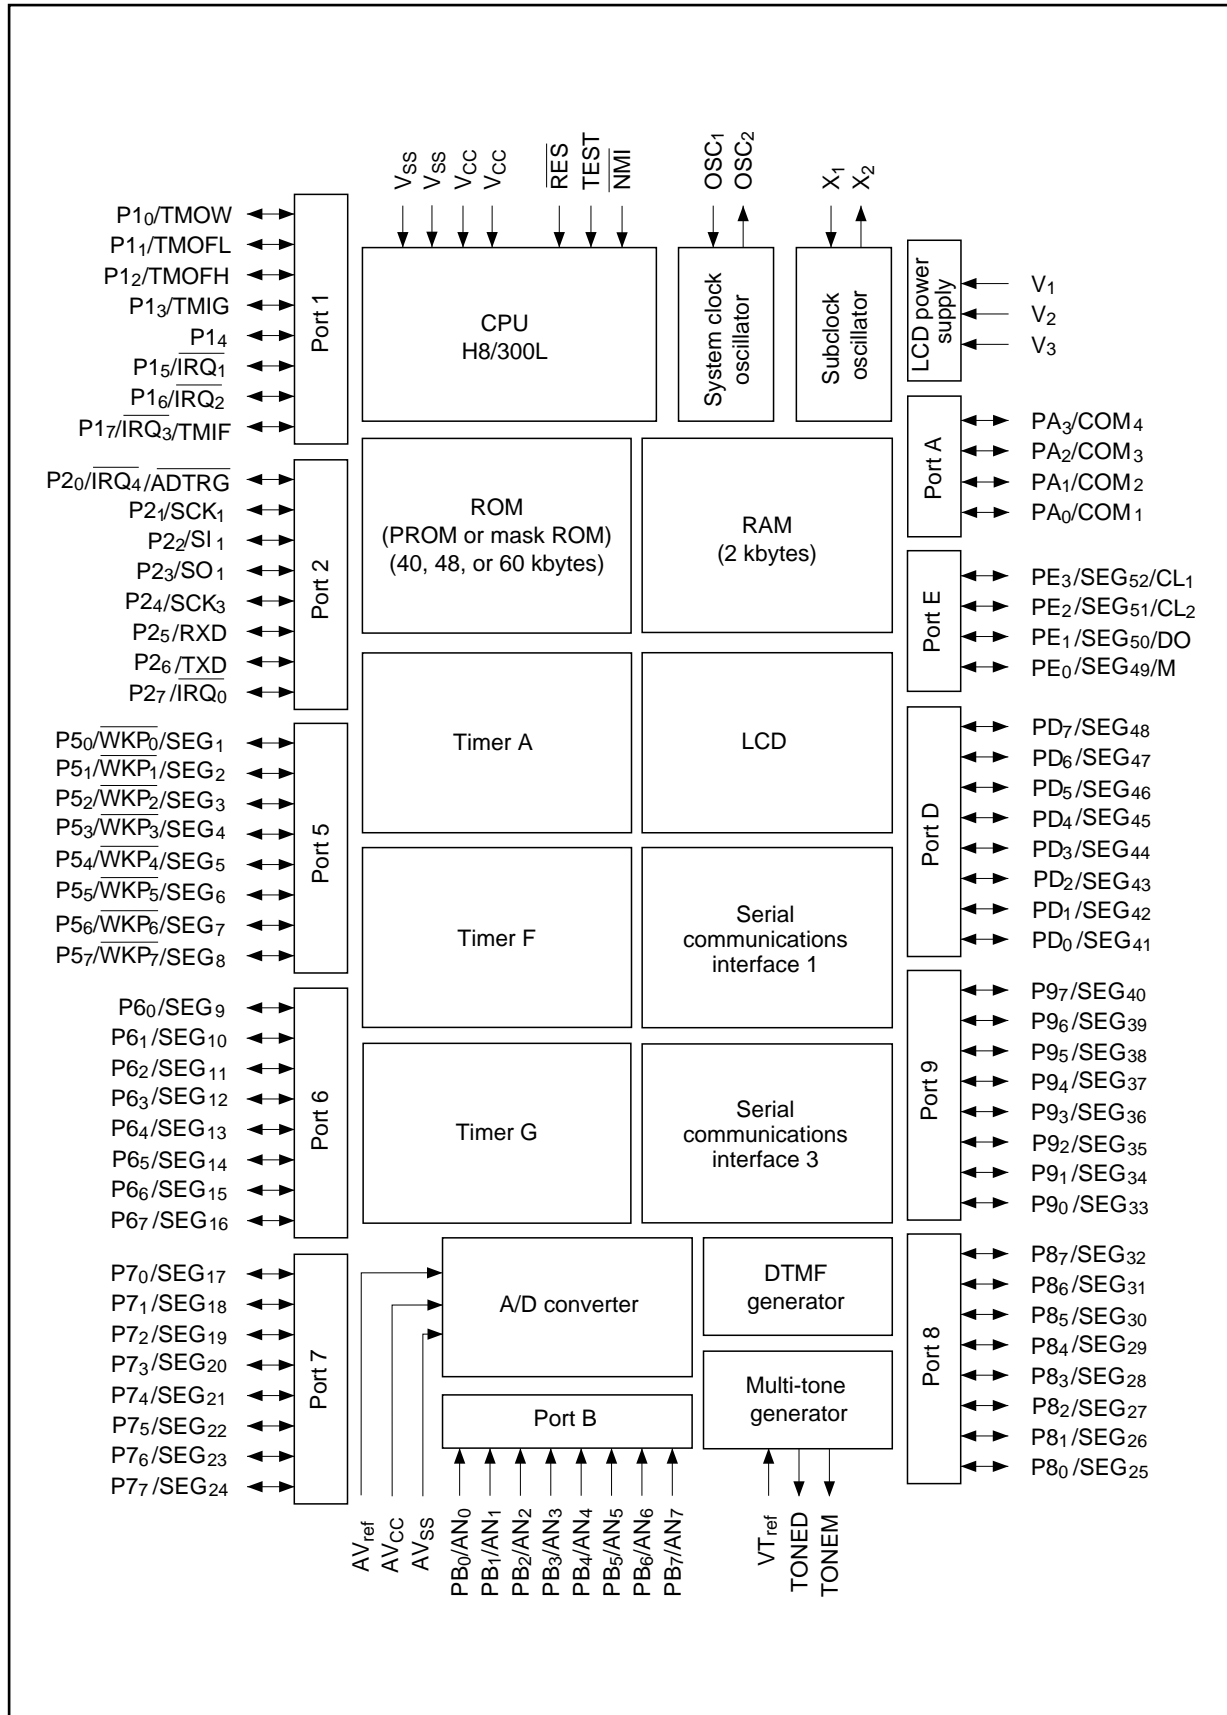 VSS
VSS
VCC
VCC
RES
TEST
NMI
OSC1
OSC2
X1
X2
P10/TMOW
P11/TMOFL
P12/TMOFH
P13/TMIG
P14
P15/IRQ1
P16/IRQ2
P17/IRQ3/TMIF
Port 1
CPU
H8/300L
System clock
oscillator
Subclock
oscillator
LCD power
supply
V1
V2
V3
P20/IRQ4/ADTRG
P21/SCK1
P22/SI1
P23/SO1
P24/SCK3
P25/RXD
P26/TXD
P27/IRQ0
Port 2
ROM
(PROM or mask ROM)
(40, 48, or 60 kbytes)
RAM
(2 kbytes)
Port A
PA3/COM4
PA2/COM3
PA1/COM2
PA0/COM1
Port E
PE3/SEG52/CL1
PE2/SEG51/CL2
PE1/SEG50/DO
PE0/SEG49/M
P50/WKP0/SEG1
P51/WKP1/SEG2
P52/WKP2/SEG3
P53/WKP3/SEG4
P54/WKP4/SEG5
P55/WKP5/SEG6
P56/WKP6/SEG7
P57/WKP7/SEG8
Port 5
Timer A
LCD
Port D
PD7/SEG48
PD6/SEG47
PD5/SEG46
PD4/SEG45
PD3/SEG44
PD2/SEG43
PD1/SEG42
PD0/SEG41
Timer F
Serial
communications
interface 1
P60/SEG9
P61/SEG10
P62/SEG11
P63/SEG12
P64/SEG13
P65/SEG14
P66/SEG15
P67/SEG16
Port 6
Timer G
Serial
communications
interface 3
Port 9
P97/SEG40
P96/SEG39
P95/SEG38
P94/SEG37
P93/SEG36
P92/SEG35
P91/SEG34
P90/SEG33
P70/SEG17
P71/SEG18
P72/SEG19
P73/SEG20
P74/SEG21
P75/SEG22
P76/SEG23
P77/SEG24
Port 7
A/D converter
DTMF
generator
Port B
Multi-tone
generator
Port 8
P87/SEG32
P86/SEG31
P85/SEG30
P84/SEG29
P83/SEG28
P82/SEG27
P81/SEG26
P80/SEG25
AVref
AVCC
AVSS
PB0/AN0
PB1/AN1
PB2/AN2
PB3/AN3
PB4/AN4
PB5/AN5
PB6/AN6
PB7/AN7
VTref
TONED
TONEM